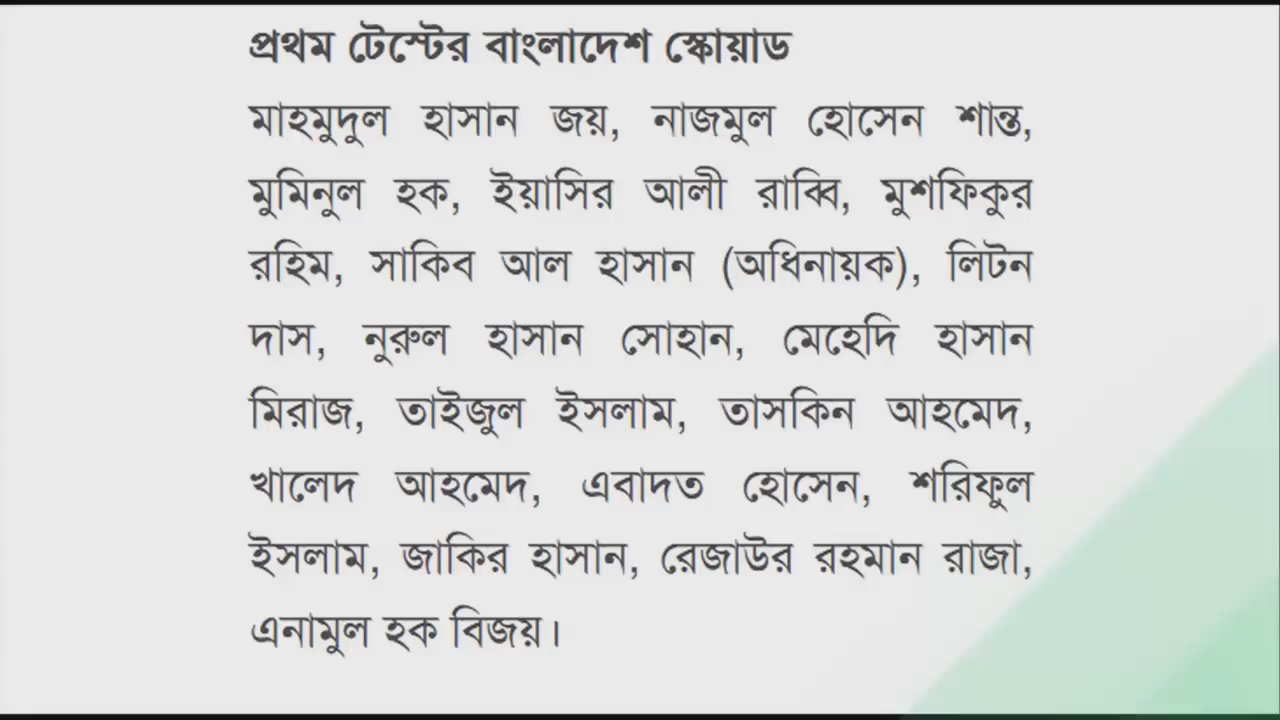 প্রথম টেস্টের বাংলাদেশ স্কোয়াড
মাহমুদুল হাসান জয়, নাজমুল হোসেন শান্ত,
মুমিনুল হক, ইয়াসির আলী রাব্বি, মুশফিকুর
রহিম, সাকিব আল হাসান (অধিনায়ক), লিটন
দাস, নুরুল হাসান সোহান, মেহেদি হাসান
মিরাজ, তাইজুল ইসলাম, তাসকিন আহমেদ,
খালেদ আহমেদ, এবাদত হোসেন, শরিফুল
ইসলাম, জাকির হাসান, রেজাউর রহমান রাজা,
এনামুল হক বিজয়।